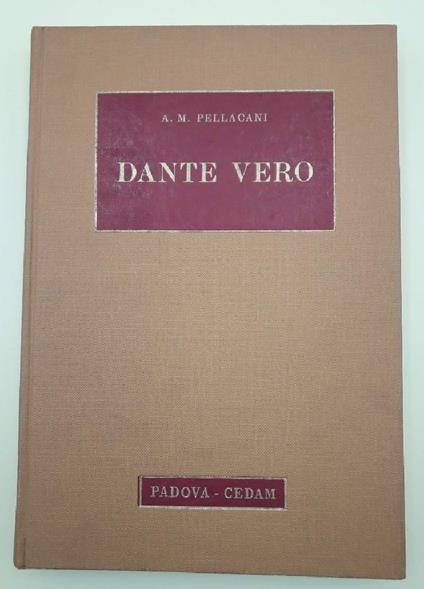 A. M. PELLACANI
DANTE VERO
PADOVA - CEDAM